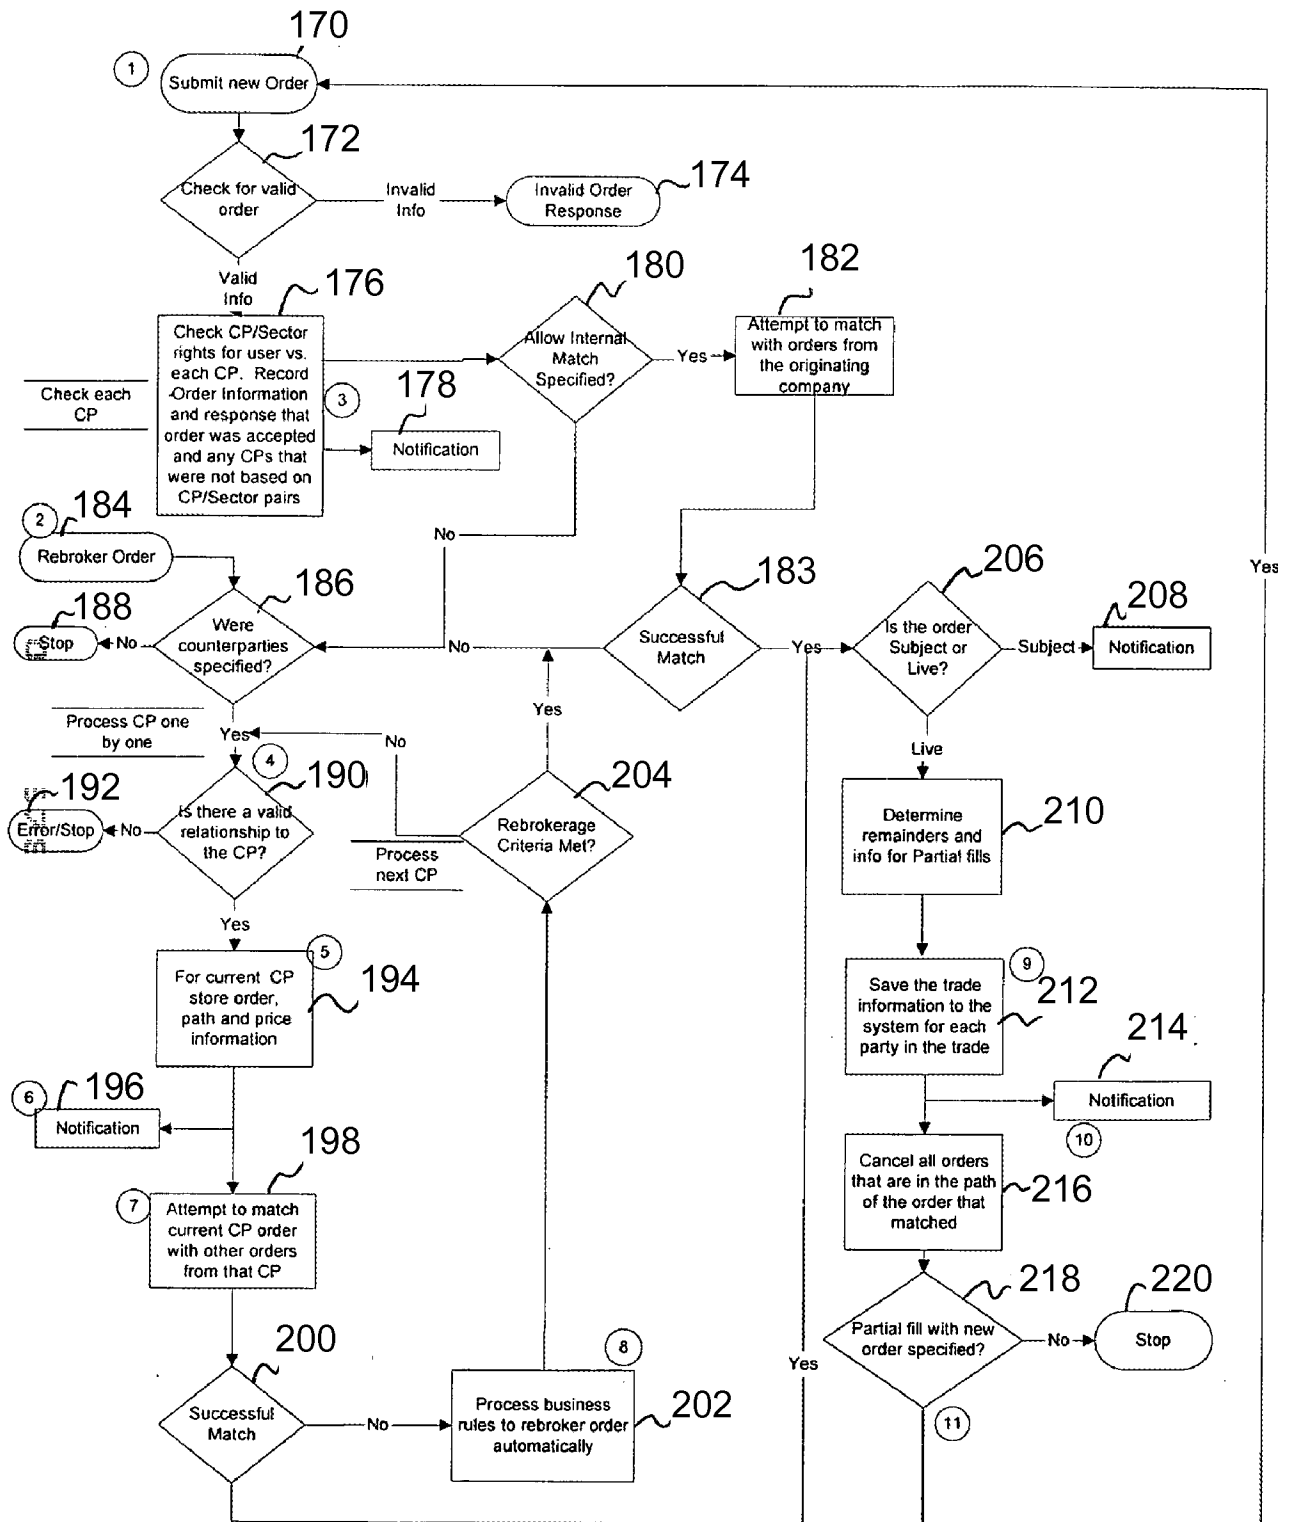 170
1
Submit new Order
172
Check for valid
order
Invalid
Info
Invalid Order
Response
174
Valid
Info
176
Check CP/Sector
rights for user vs.
each CP. Record
Order Information
and response that
order was accepted
and any CPs that
were not based on
CP/Sector pairs
3
Check each
CP
178
Notification
180
Allow Internal
Match
Specified?
Yes
182
Attempt to match
with orders from
the originating
company
No
2
184
Rebroker Order
186
Were
counterparties
specified?
188
Stop
No
No
183
Successful
Match
Yes
206
Is the order
Subject or
Live?
Subject
208
Notification
Yes
Process CP one
by one
Yes
No
Yes
4
190
Is there a valid
relationship to
the CP?
192
Error/Stop
No
204
Rebrokerage
Criteria Met?
Process
next CP
Live
210
Determine
remainders and
info for Partial fills
Yes
5
194
For current CP
store order,
path and price
information
9
212
Save the trade
information to the
system for each
party in the trade
214
Notification
10
6
196
Notification
198
7
Attempt to match
current CP order
with other orders
from that CP
Cancel all orders
that are in the path
of the order that
matched
216
218
Partial fill with new
order specified?
No
220
Stop
11
200
Successful
Match
No
8
Process business
rules to rebroker order
automatically
202
Yes